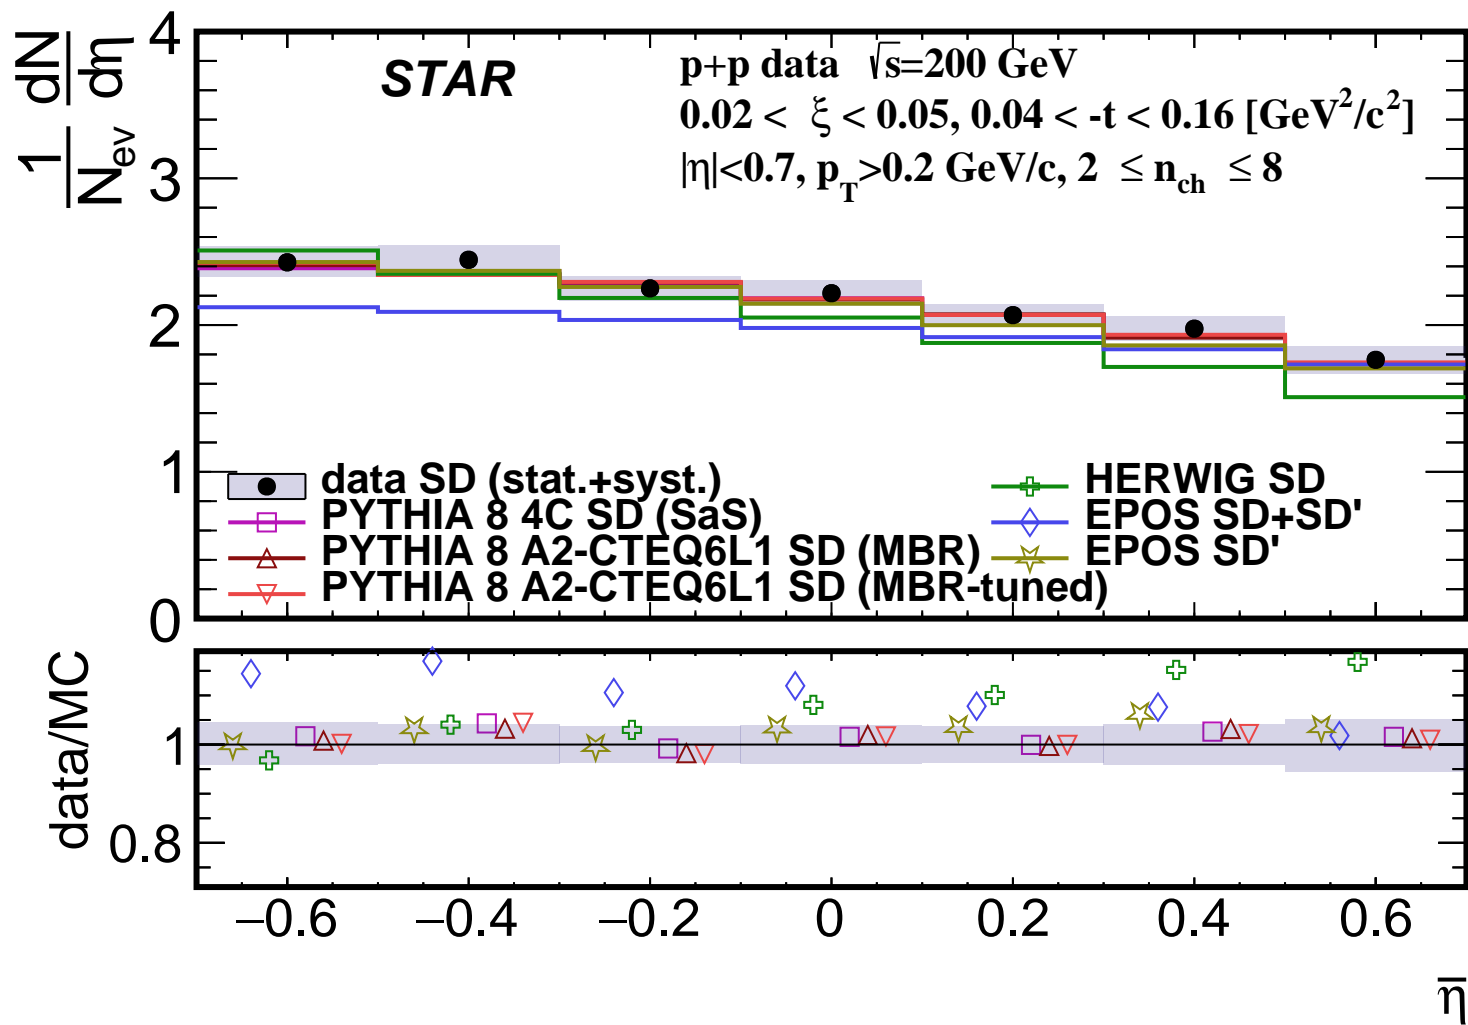 1/N_ev dN/dη
STAR
p+p data √s=200 GeV
0.02 < ξ < 0.05, 0.04 < -t < 0.16 [GeV²/c²]
|η|<0.7, p_T>0.2 GeV/c, 2 ≤ n_ch ≤ 8
4
3
2
1
0
data SD (stat.+syst.)
PYTHIA 8 4C SD (SaS)
PYTHIA 8 A2-CTEQ6L1 SD (MBR)
PYTHIA 8 A2-CTEQ6L1 SD (MBR-tuned)
HERWIG SD
EPOS SD+SD'
EPOS SD'
data/MC
1
0.8
−0.6 −0.4 −0.2 0 0.2 0.4 0.6
η̅